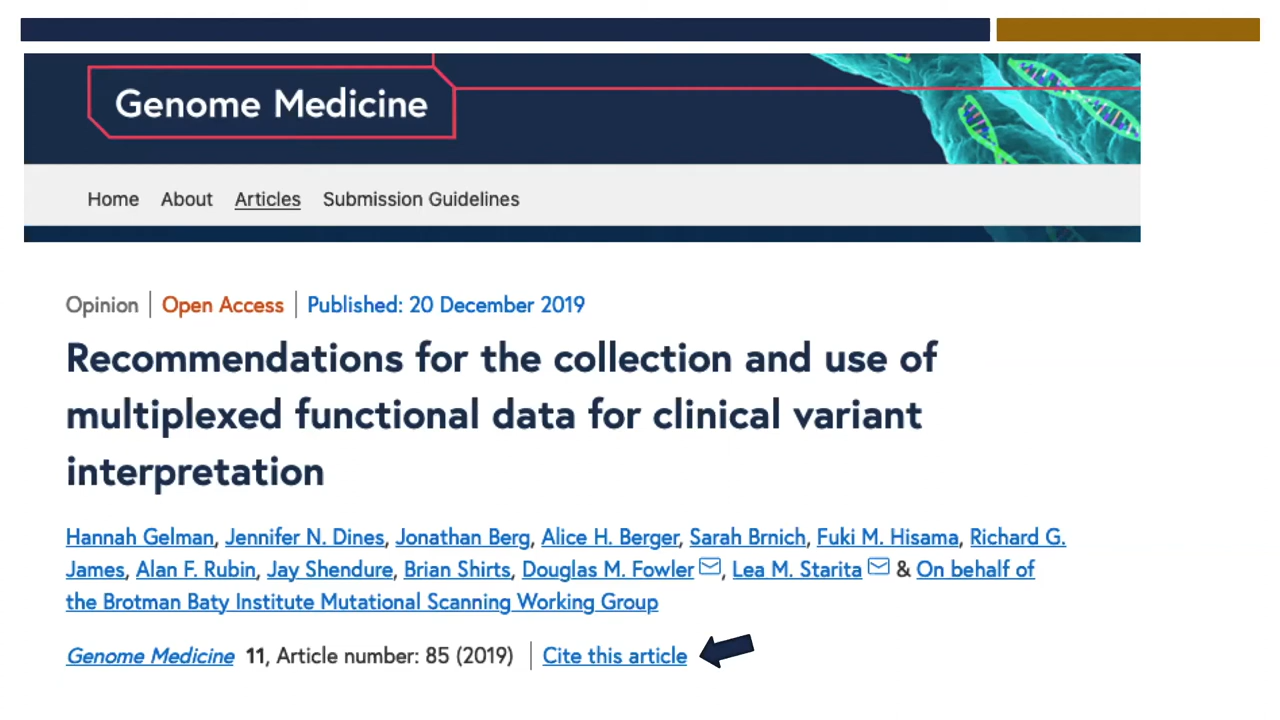 Genome Medicine
Home About Articles Submission Guidelines
Opinion | Open Access | Published: 20 December 2019
Recommendations for the collection and use of
multiplexed functional data for clinical variant
interpretation
Hannah Gelman, Jennifer N. Dines, Jonathan Berg, Alice H. Berger, Sarah Brnich, Fuki M. Hisama, Richard G.
James, Alan F. Rubin, Jay Shendure, Brian Shirts, Douglas M. Fowler, Lea M. Starita & On behalf of
the Brotman Baty Institute Mutational Scanning Working Group
Genome Medicine 11, Article number: 85 (2019) | Cite this article